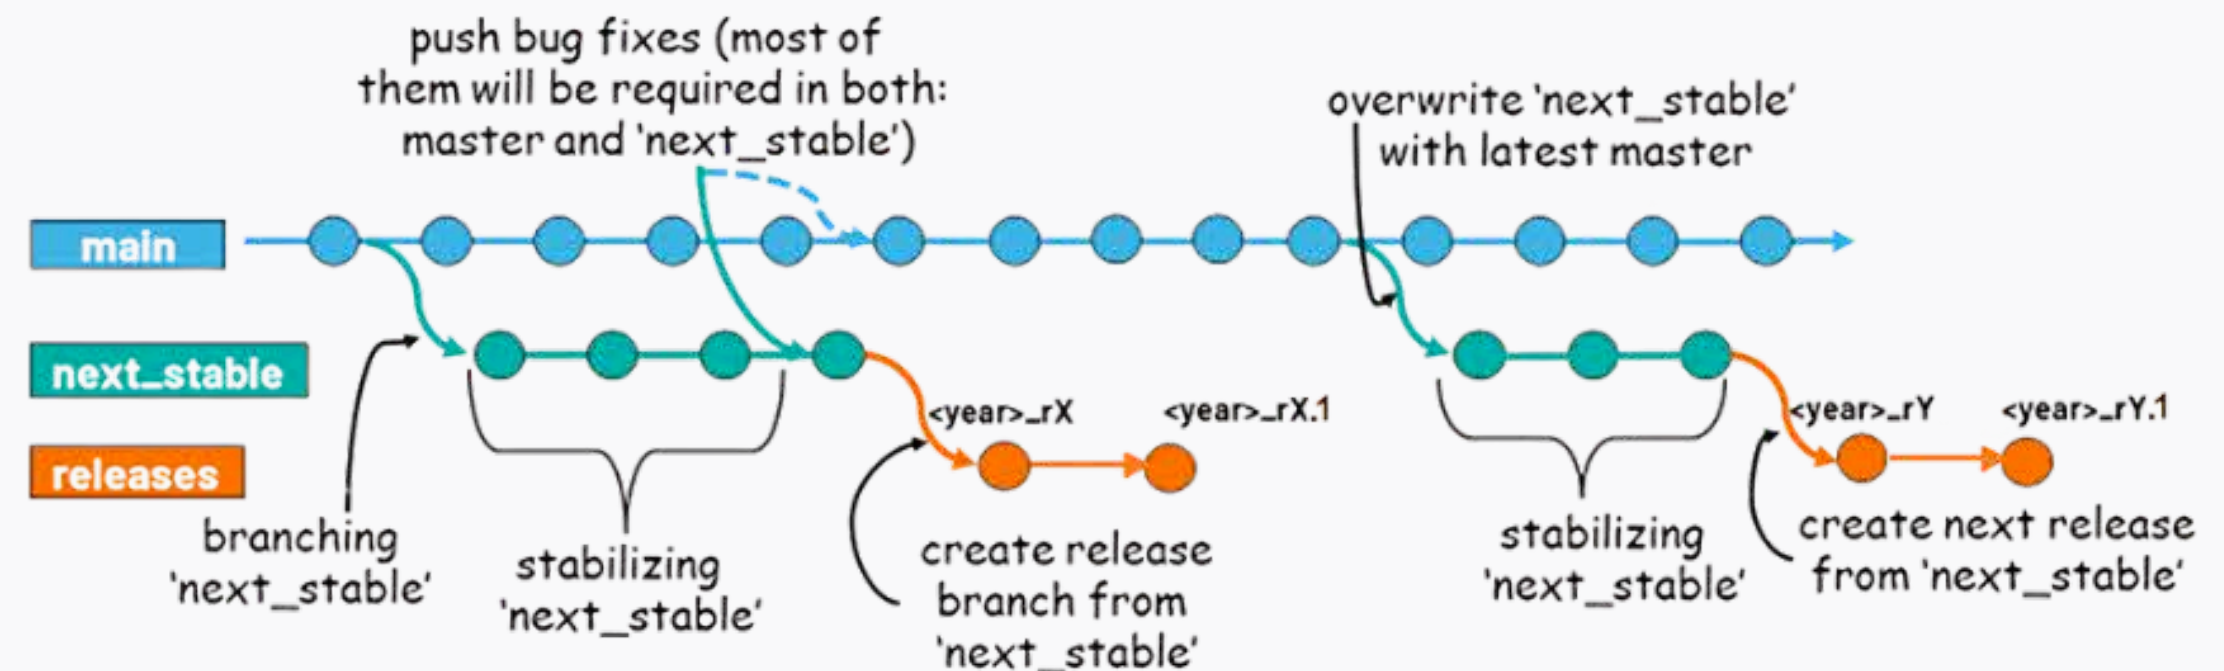 push bug fixes (most of
them will be required in both:
master and 'next_stable')
overwrite 'next_stable'
with latest master
main
next_stable
releases
<year>_rX
<year>_rX.1
<year>_rY
<year>_rY.1
branching
'next_stable'
stabilizing
'next_stable'
create release
branch from
'next_stable'
stabilizing
'next_stable'
create next release
from 'next_stable'